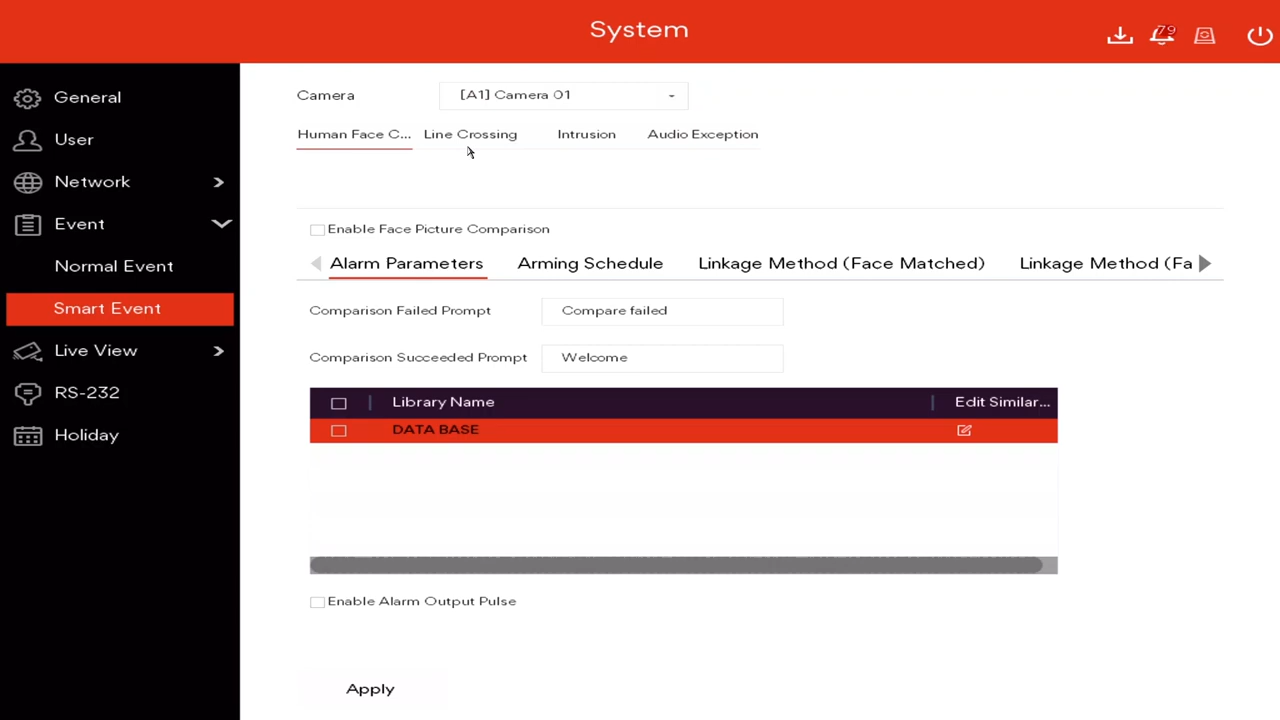 System
79
General
User
Network
Event
Normal Event
Smart Event
Live View
RS-232
Holiday
Camera
[A1] Camera 01
Human Face C... Line Crossing Intrusion Audio Exception
Enable Face Picture Comparison
Alarm Parameters Arming Schedule Linkage Method (Face Matched) Linkage Method (Fa
Comparison Failed Prompt Compare failed
Comparison Succeeded Prompt Welcome
Library Name Edit Similar...
DATA BASE
Enable Alarm Output Pulse
Apply